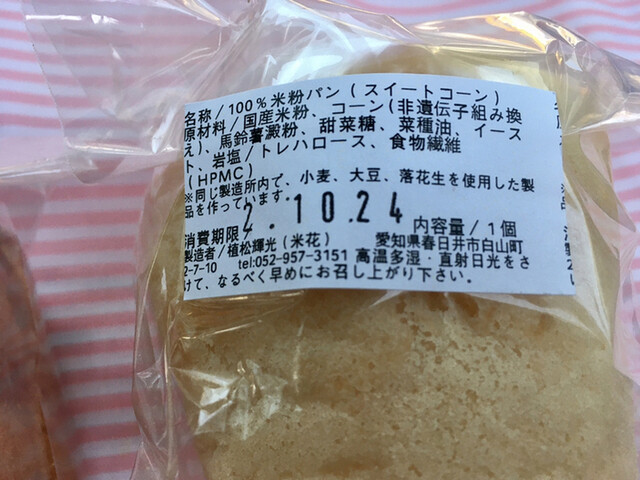 名称/100%米粉パン(スイートコーン)
原材料/国産米粉、コーン(非遺伝子組み換
え)、馬鈴薯澱粉、甜菜糖、菜種油、イース
ト、岩塩/トレハロース、食物繊維
(HPMC)
※同じ製造所内で、小麦、大豆、落花生を使用した製
品を作っています。
消費期限 2.10.24 内容量/1個
製造者/植松輝光(米花) 愛知県春日井市白山町
2-7-10 tel:052-957-3151 高温多湿・直射日光をさ
けて、なるべく早めにお召し上がり下さい。